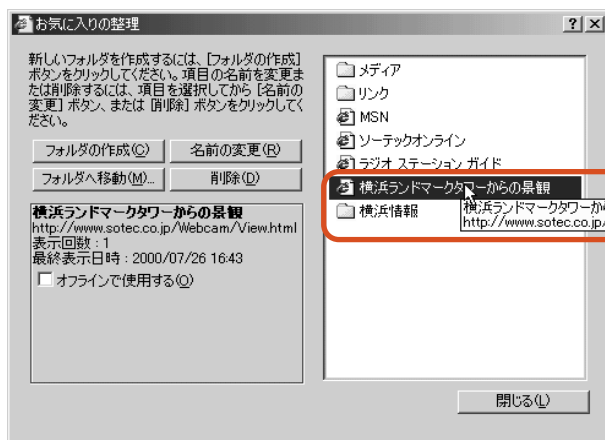 お気に入りの整理
新しいフォルダを作成するには、[フォルダの作成]
ボタンをクリックしてください。項目の名前を変更ま
たは削除するには、項目を選択してから [名前の
変更] ボタン、または [削除] ボタンをクリックしてく
ださい。
フォルダの作成(C)
名前の変更(R)
フォルダへ移動(M)...
削除(D)
横浜ランドマークタワーからの景観
http://www.sotec.co.jp/Webcam/View.html
表示回数 : 1
最終表示日時 : 2000/07/26 16:43
オフラインで使用する(O)
メディア
リンク
MSN
ソーテックオンライン
ラジオ ステーション ガイド
横浜ランドマークタワーからの景観
横浜情報
横浜ランドマークタワーか
http://www.sotec.co.jp/
閉じる(L)